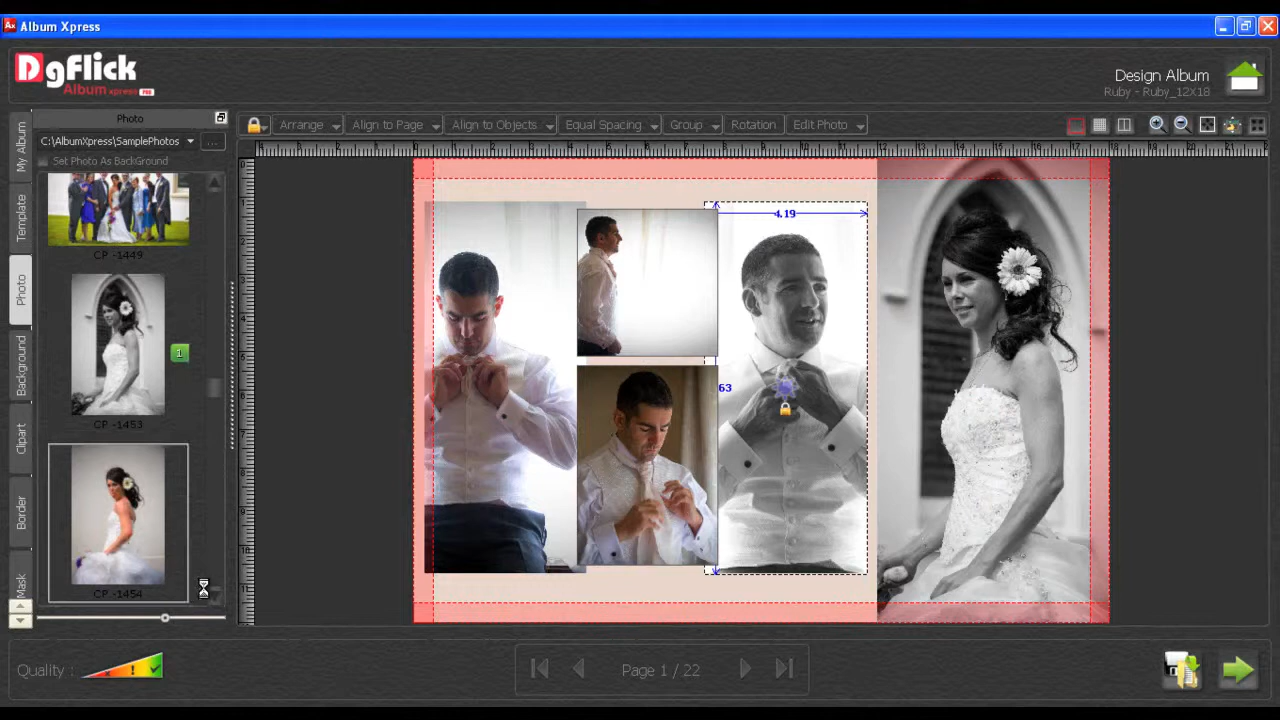 Ax Album Xpress
DgFlick
Album xpress PRO
Design Album
Ruby - Ruby_12X18
Photo
C:\AlbumXpress\SamplePhotos
...
Set Photo As BackGround
Arrange
Align to Page
Align to Objects
Equal Spacing
Group
Rotation
Edit Photo
My Album
Template
Photo
Background
Clipart
Border
Mask
CP -1449
1
CP -1453
CP -1454
4.19
63
Quality :
Page 1 / 22